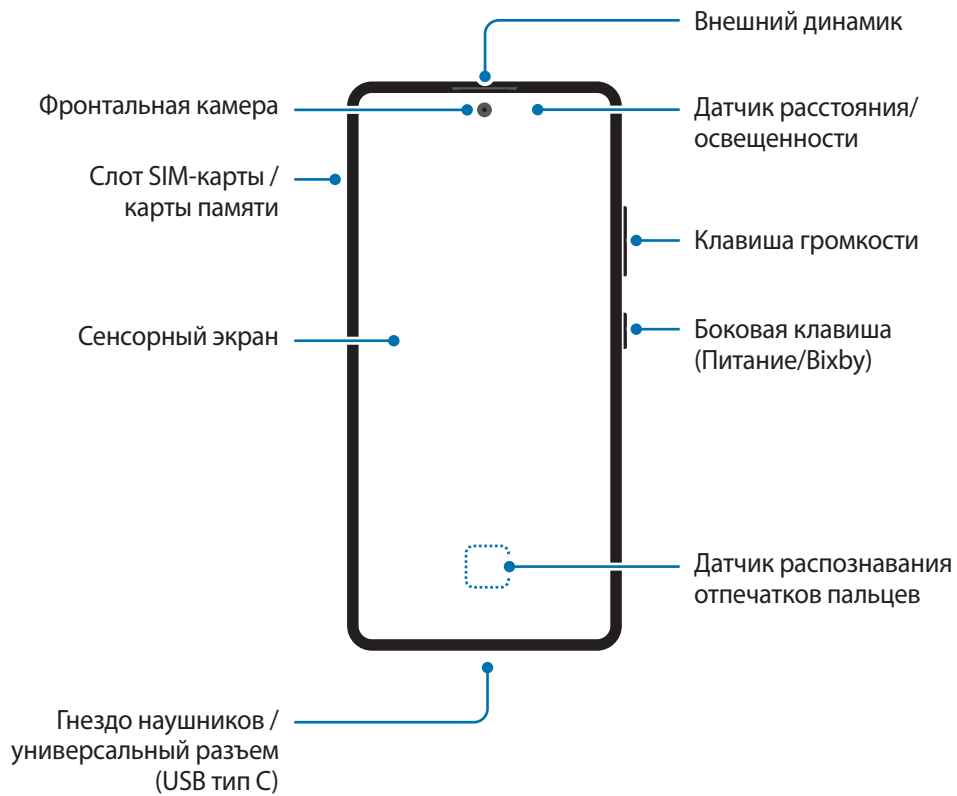 Внешний динамик
Фронтальная камера
Датчик расстояния/
освещенности
Слот SIM-карты /
карты памяти
Клавиша громкости
Сенсорный экран
Боковая клавиша
(Питание/Bixby)
Датчик распознавания
отпечатков пальцев
Гнездо наушников /
универсальный разъем
(USB тип C)